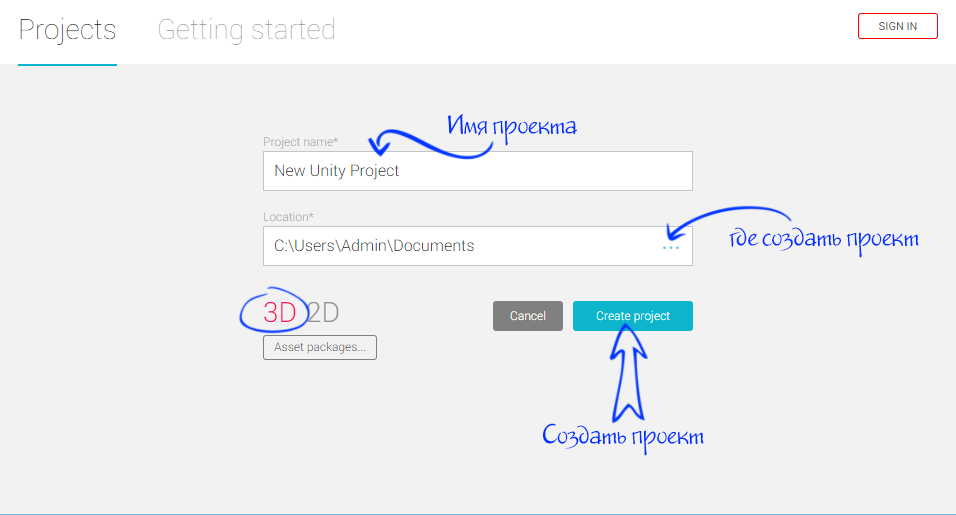 Projects
Getting started
SIGN IN
Имя проекта
Project name*
New Unity Project
Location*
C:\Users\Admin\Documents
...
где создать проект
3D 2D
Cancel
Create project
Asset packages...
Создать проект